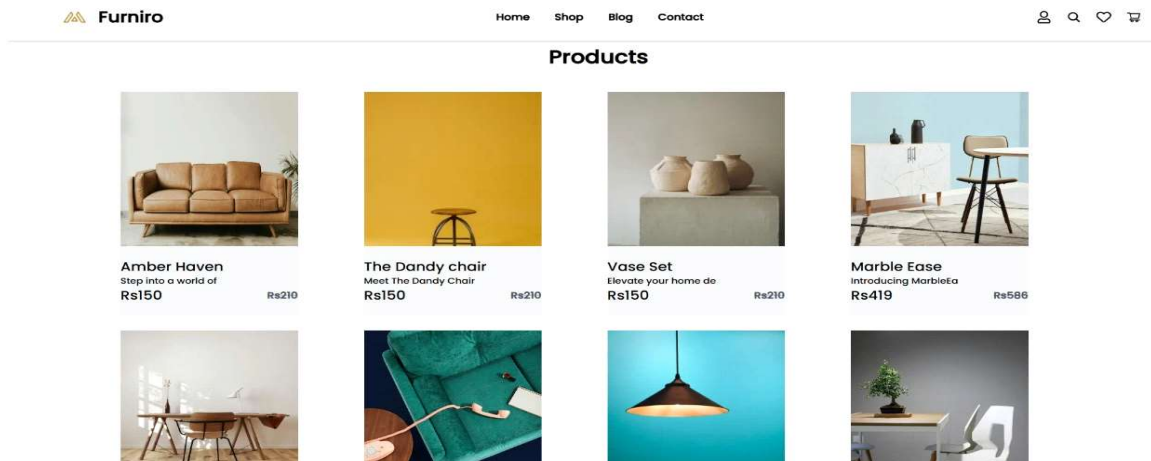 Furniro
Home Shop Blog Contact
Products
Amber Haven
Step into a world of
Rs150 Rs210
The Dandy chair
Meet The Dandy Chair
Rs150 Rs210
Vase Set
Elevate your home de
Rs150 Rs210
Marble Ease
Introducing MarbleEa
Rs419 Rs586